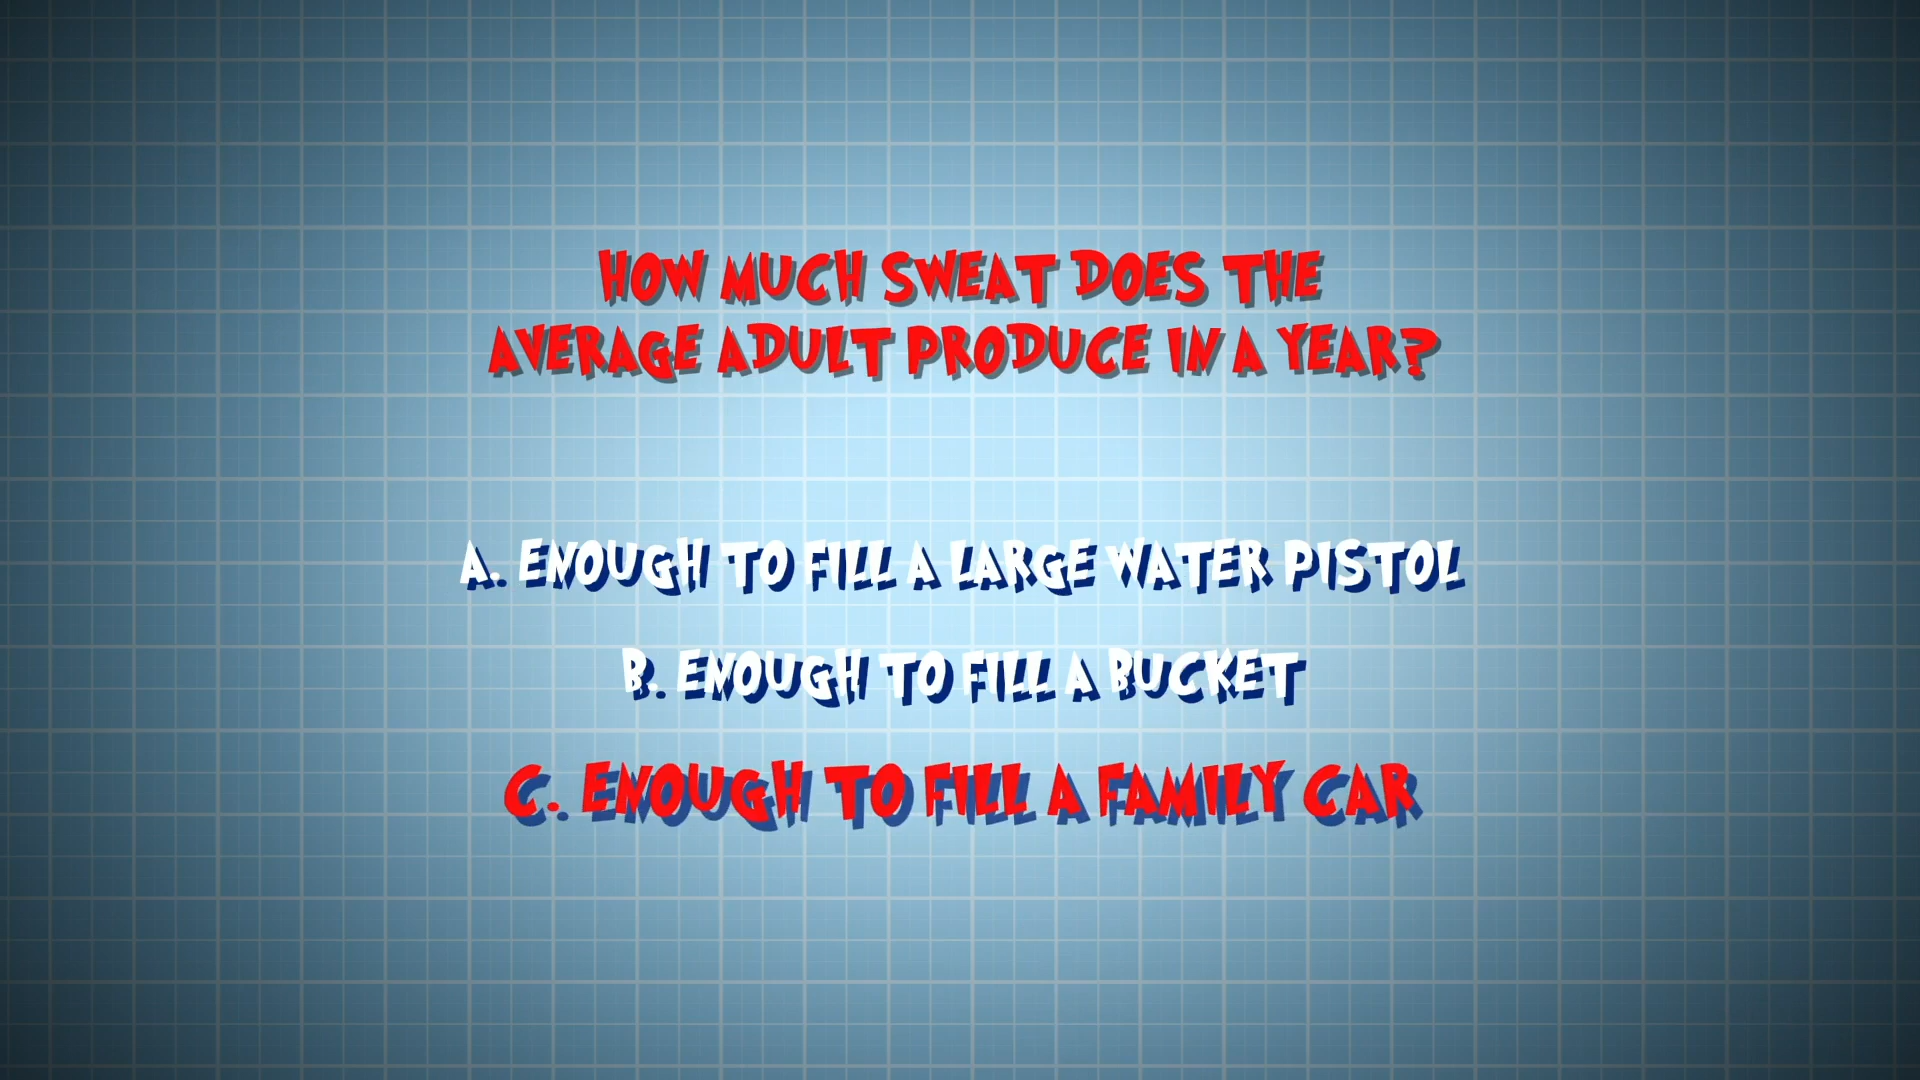 HOW MUCH SWEAT DOES THE
AVERAGE ADULT PRODUCE IN A YEAR?
A. ENOUGH TO FILL A LARGE WATER PISTOL
B. ENOUGH TO FILL A BUCKET
C. ENOUGH TO FILL A FAMILY CAR